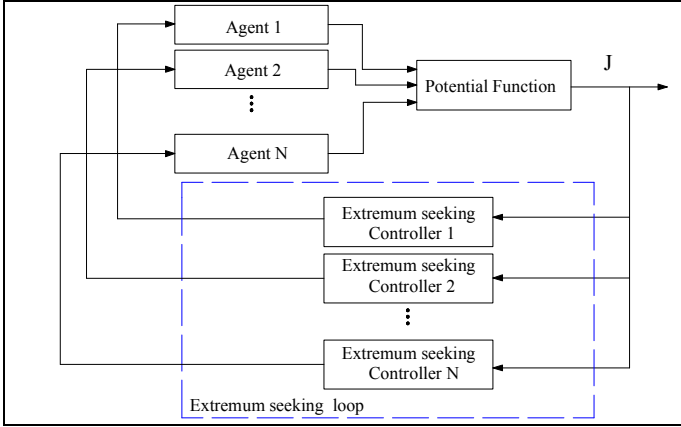 Agent 1
Agent 2
Agent N
Potential Function
J
Extremum seeking
Controller 1
Extremum seeking
Controller 2
Extremum seeking
Controller N
Extremum seeking loop